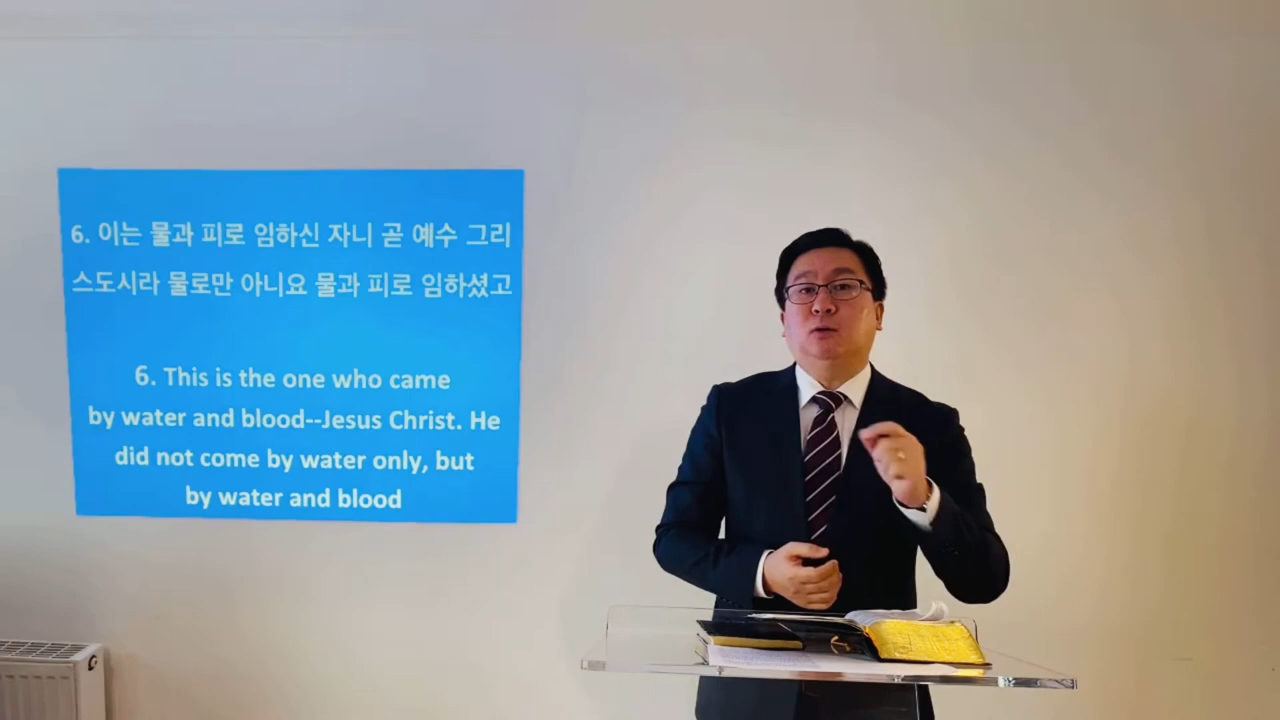 6. 이는 물과 피로 임하신 자니 곧 예수 그리
스도시라 물로만 아니요 물과 피로 임하셨고
6. This is the one who came
by water and blood--Jesus Christ. He
did not come by water only, but
by water and blood